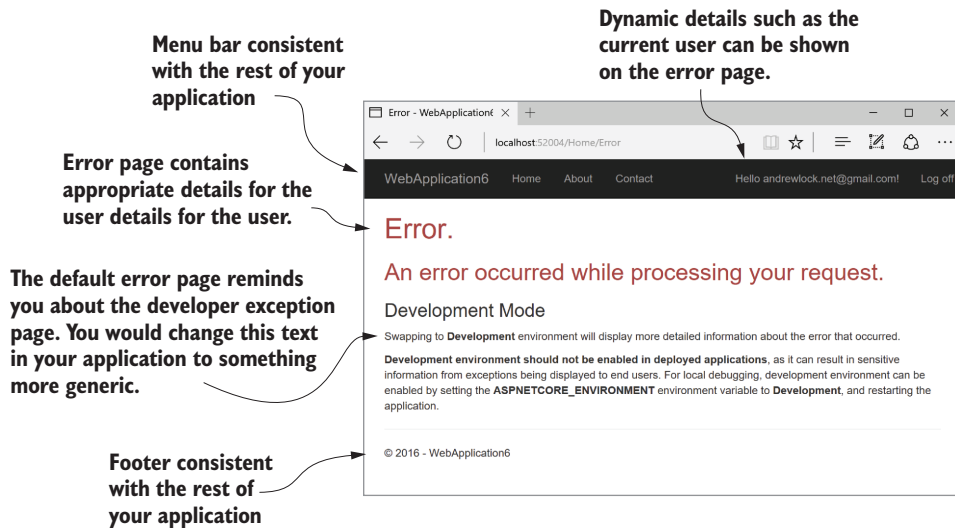 Dynamic details such as the
current user can be shown
on the error page.
Menu bar consistent
with the rest of your
application
Error - WebApplication6
localhost:52004/Home/Error
WebApplication6 Home About Contact Hello andrewlock.net@gmail.com! Log off
Error page contains
appropriate details for the
user details for the user.
Error.
An error occurred while processing your request.
The default error page reminds
you about the developer exception
page. You would change this text
in your application to something
more generic.
Development Mode
Swapping to Development environment will display more detailed information about the error that occurred.
Development environment should not be enabled in deployed applications, as it can result in sensitive
information from exceptions being displayed to end users. For local debugging, development environment can be
enabled by setting the ASPNETCORE_ENVIRONMENT environment variable to Development, and restarting the
application.
© 2016 - WebApplication6
Footer consistent
with the rest of
your application